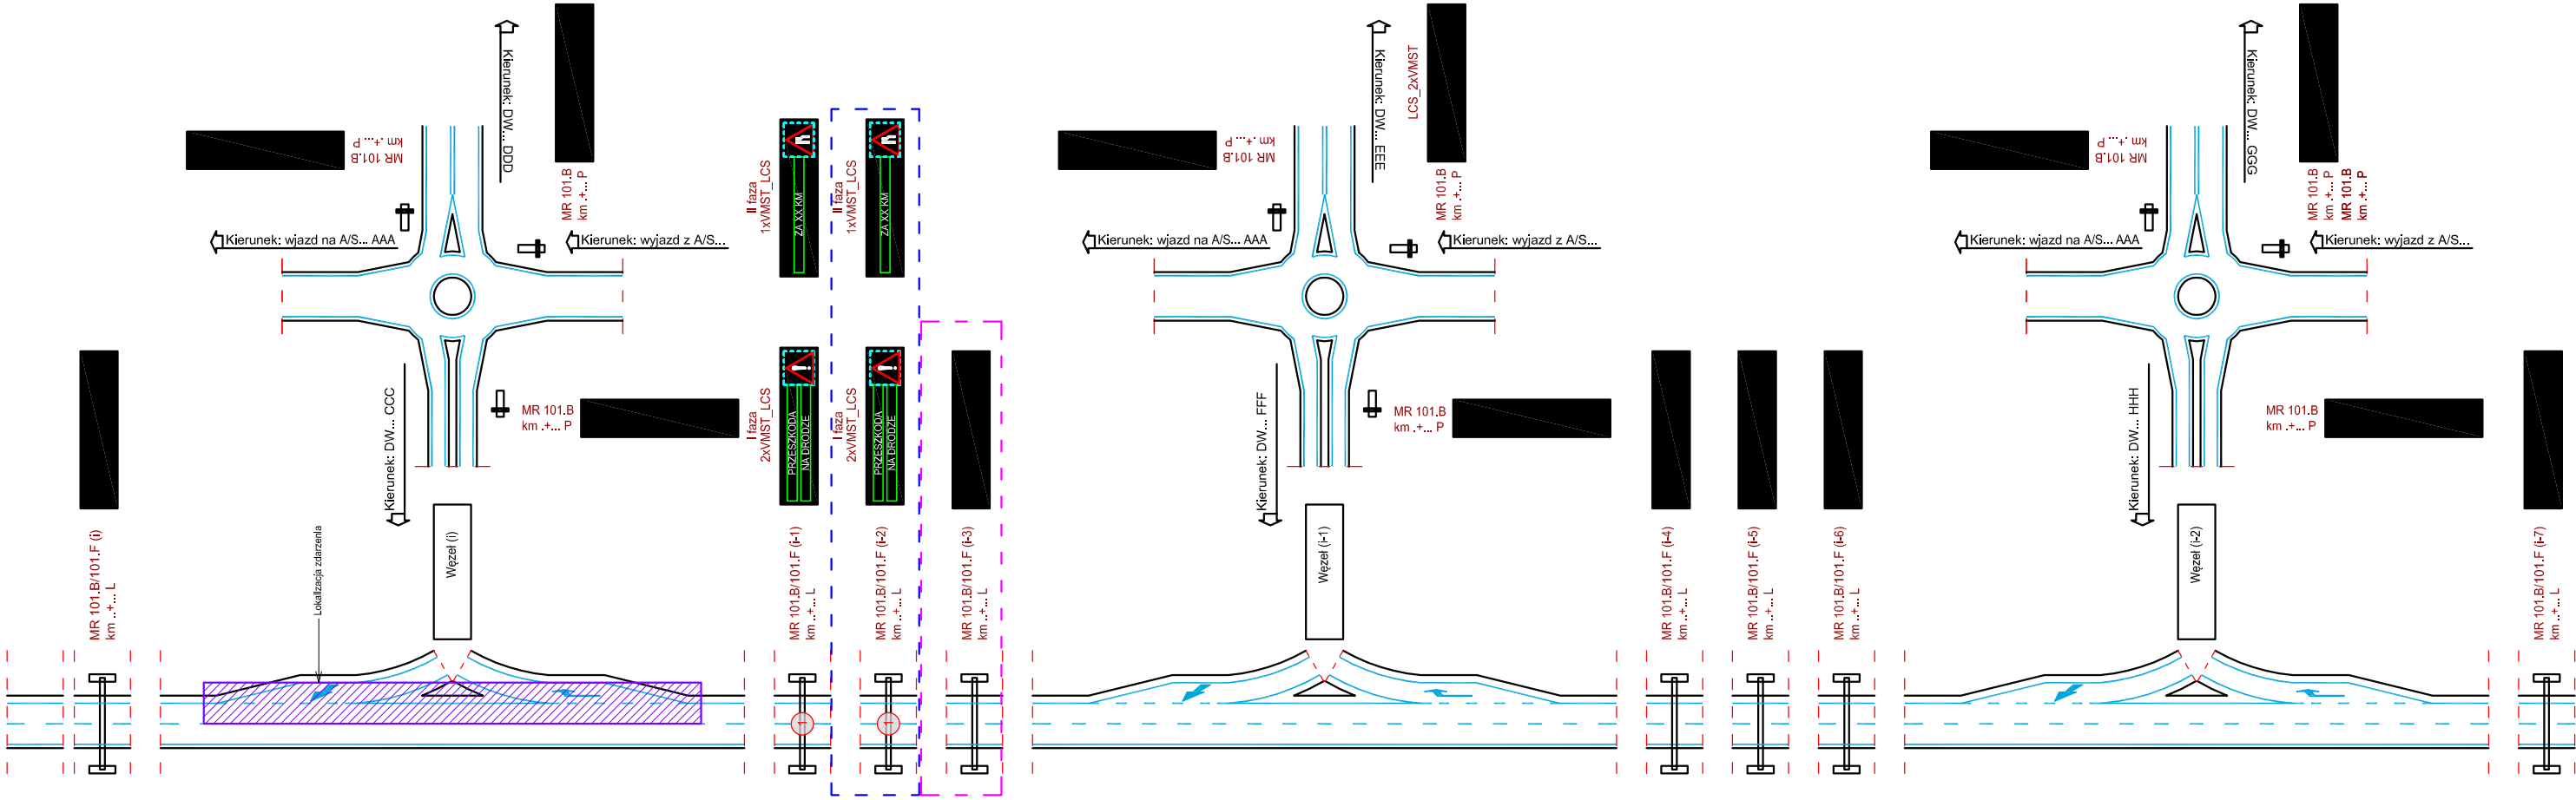 Kierunek: DW... DDD
MR 101.B
km .+... P
MR 101.B
km .+... P
Kierunek: wjazd na A/S... AAA
Kierunek: wyjazd z A/S...
Kierunek: DW... CCC
MR 101.B
km .+... P
MR 101.B/101.F (i)
km ..+... L
Lokalizacja zdarzenia
Węzeł (i)
II faza
1xVMST_LCS
ZA XX KM
II faza
1xVMST_LCS
ZA XX KM
I faza
2xVMST_LCS
PRZESZKODA
NA DRODZE
I faza
2xVMST_LCS
PRZESZKODA
NA DRODZE
MR 101.B/101.F (i-1)
km ..+... L
1
MR 101.B/101.F (i-2)
km ..+... L
1
MR 101.B/101.F (i-3)
km ..+... L
Kierunek: DW... EEE
LCS_2xVMST
MR 101.B
km .+... P
MR 101.B
km .+... P
Kierunek: wjazd na A/S... AAA
Kierunek: wyjazd z A/S...
Kierunek: DW... FFF
MR 101.B
km .+... P
Węzeł (i-1)
MR 101.B/101.F (i-4)
km ..+... L
MR 101.B/101.F (i-5)
km ..+... L
MR 101.B/101.F (i-6)
km ..+... L
Kierunek: DW... GGG
MR 101.B
km .+... P
MR 101.B
km .+... P
MR 101.B
km .+... P
Kierunek: wjazd na A/S... AAA
Kierunek: wyjazd z A/S...
Kierunek: DW... HHH
MR 101.B
km .+... P
Węzeł (i-2)
MR 101.B/101.F (i-7)
km ..+... L